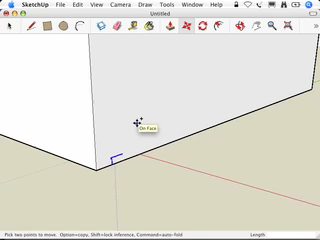 SketchUp File Edit View Camera Draw Tools Window Help
Untitled
On Face
Pick two points to move. Option=copy, Shift=lock inference, Command=auto-fold
Length